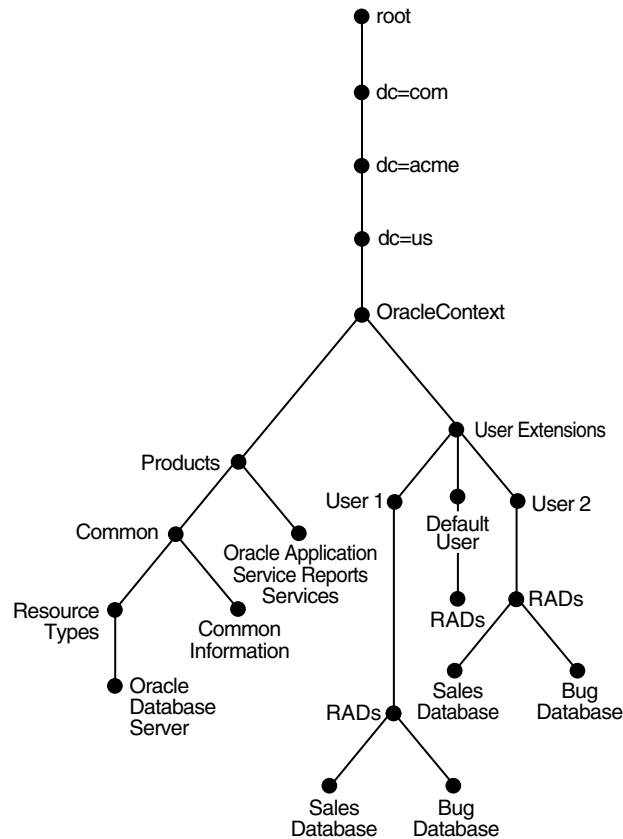 root
dc=com
dc=acme
dc=us
OracleContext
User Extensions
Products
User 1
Default
User
User 2
Common
Oracle Application
Service Reports
Services
Resource
Types
Common
Information
RADs
RADs
Oracle
Database
Server
Sales
Database
Bug
Database
RADs
Sales
Database
Bug
Database